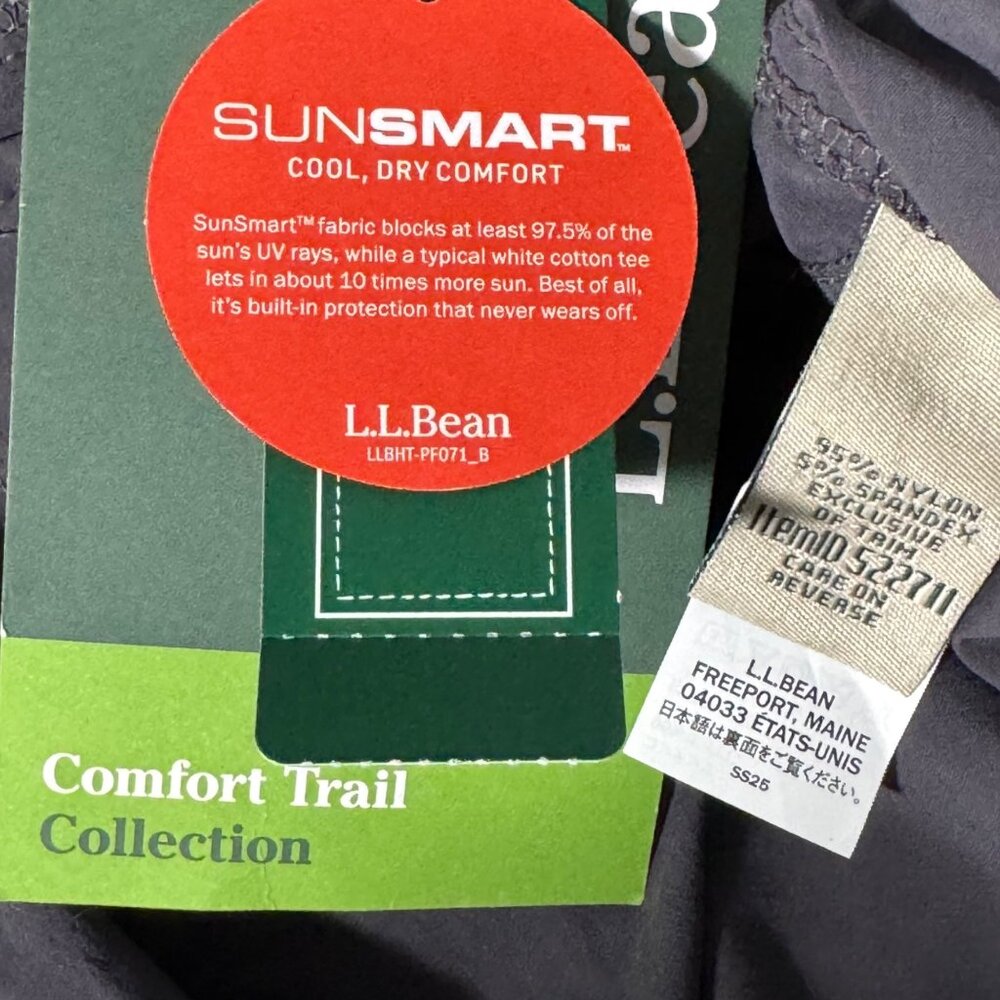 SUNSMART™
COOL, DRY COMFORT
SunSmart™ fabric blocks at least 97.5% of the
sun's UV rays, while a typical white cotton tee
lets in about 10 times more sun. Best of all,
it's built-in protection that never wears off.
L.L.Bean
LLBHT-PF071_B
Comfort Trail
Collection
95% NYLON
5% SPANDEX
EXCLUSIVE
OF TRIM
ItemID 522711
CARE ON
REVERSE
L.L.BEAN
FREEPORT, MAINE
04033 ÉTATS-UNIS
日本語は裏面をご覧ください。
SS25